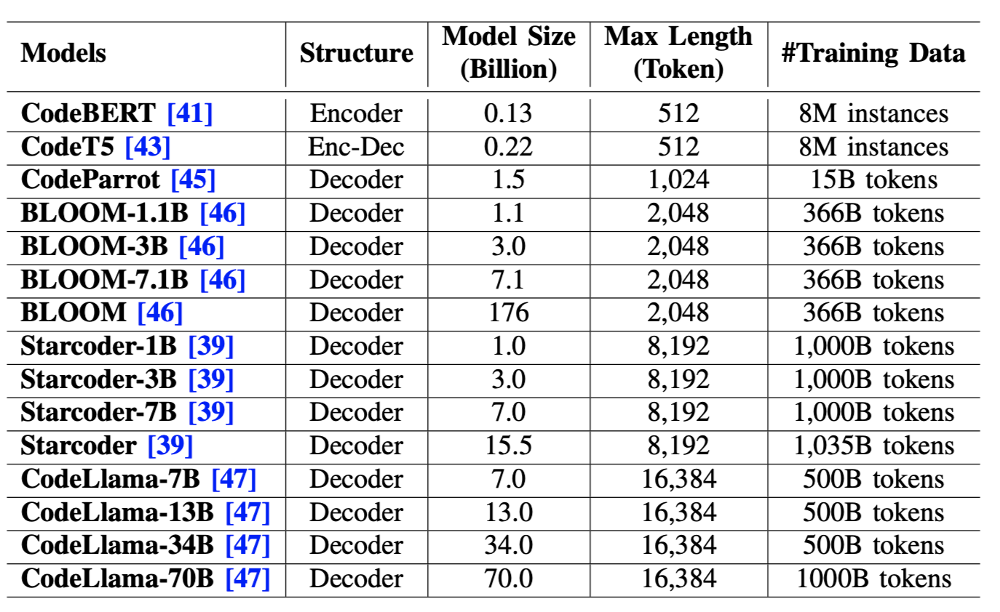 Models Structure Model Size (Billion) Max Length (Token) #Training Data
CodeBERT [41] Encoder 0.13 512 8M instances
CodeT5 [43] Enc-Dec 0.22 512 8M instances
CodeParrot [45] Decoder 1.5 1,024 15B tokens
BLOOM-1.1B [46] Decoder 1.1 2,048 366B tokens
BLOOM-3B [46] Decoder 3.0 2,048 366B tokens
BLOOM-7.1B [46] Decoder 7.1 2,048 366B tokens
BLOOM [46] Decoder 176 2,048 366B tokens
Starcoder-1B [39] Decoder 1.0 8,192 1,000B tokens
Starcoder-3B [39] Decoder 3.0 8,192 1,000B tokens
Starcoder-7B [39] Decoder 7.0 8,192 1,000B tokens
Starcoder [39] Decoder 15.5 8,192 1,035B tokens
CodeLlama-7B [47] Decoder 7.0 16,384 500B tokens
CodeLlama-13B [47] Decoder 13.0 16,384 500B tokens
CodeLlama-34B [47] Decoder 34.0 16,384 500B tokens
CodeLlama-70B [47] Decoder 70.0 16,384 1000B tokens